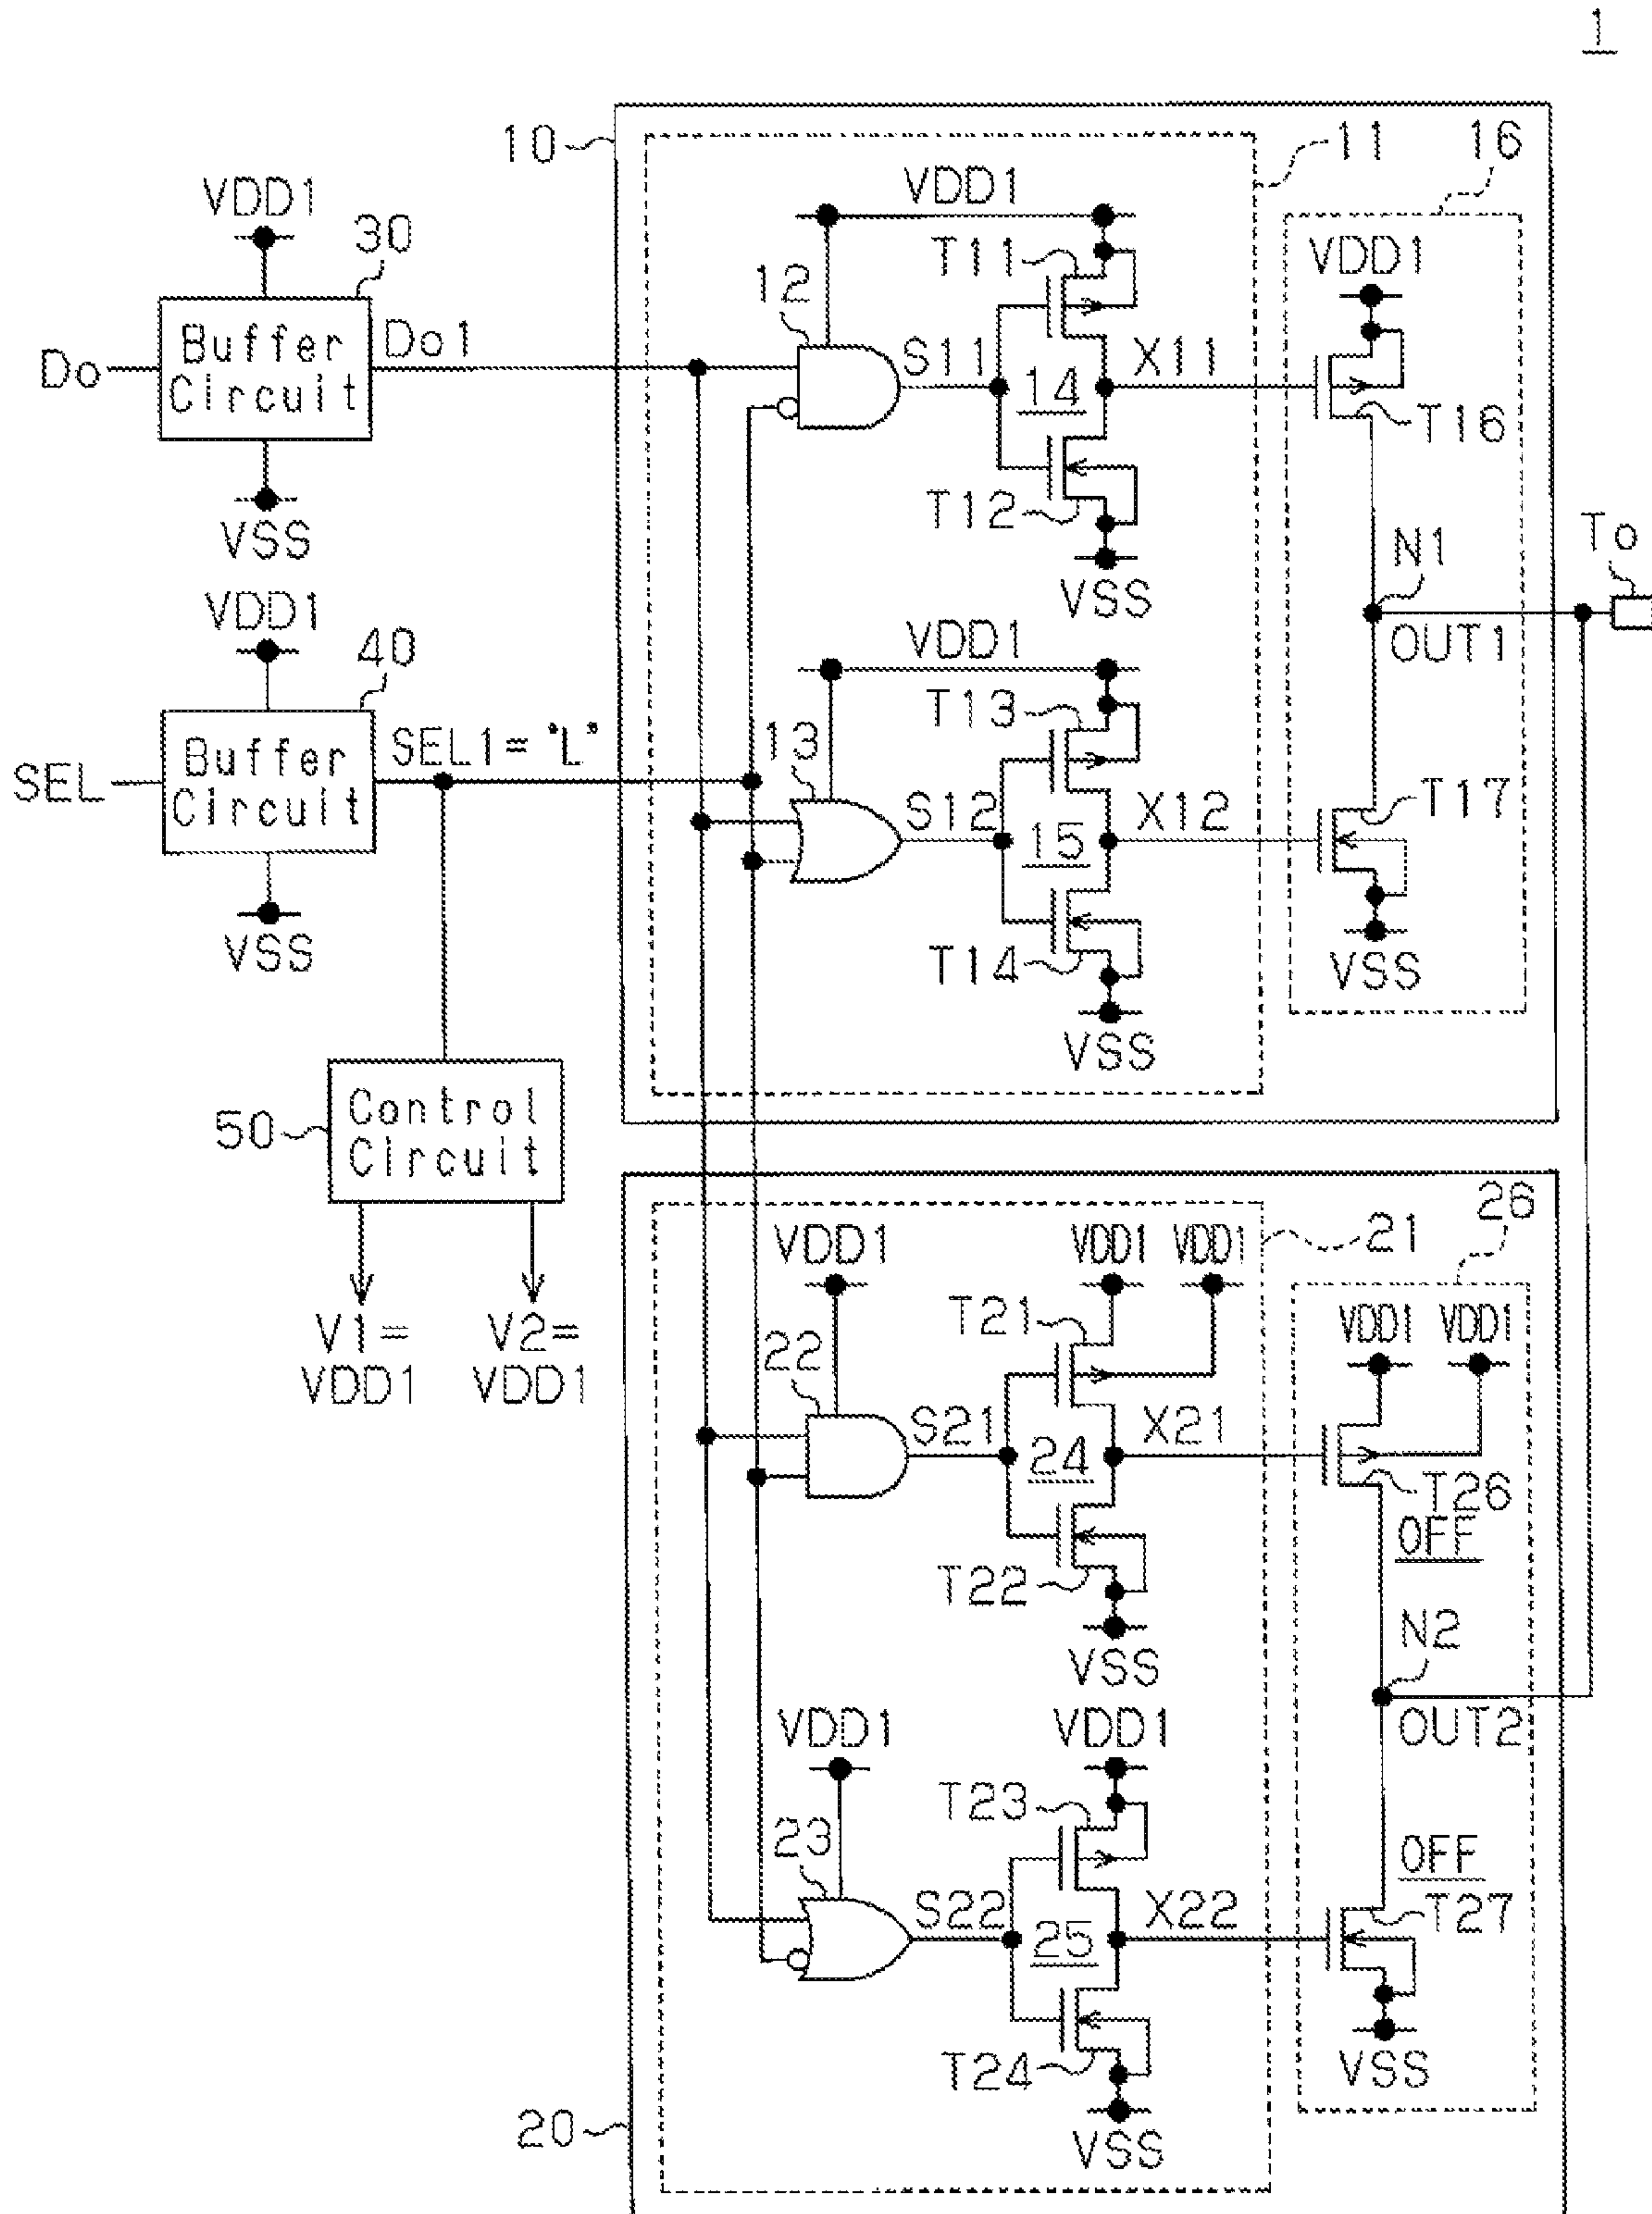 1
10
11
16
VDD1
30
Do
Buffer
Circuit
Do1
VSS
VDD1
40
SEL
Buffer
Circuit
SEL1= "L"
VSS
50
Control
Circuit
V1=
VDD1
V2=
VDD1
VDD1
T11
12
S11
14
X11
T12
VSS
VDD1
T13
13
S12
15
X12
T14
VSS
VDD1
T16
N1
OUT1
To
T17
VSS
20
21
26
VDD1
VDD1
VDD1
T21
22
S21
24
X21
T22
VSS
VDD1
VDD1
T23
23
S22
25
X22
T24
VSS
VDD1
VDD1
T26
OFF
N2
OUT2
OFF
T27
VSS